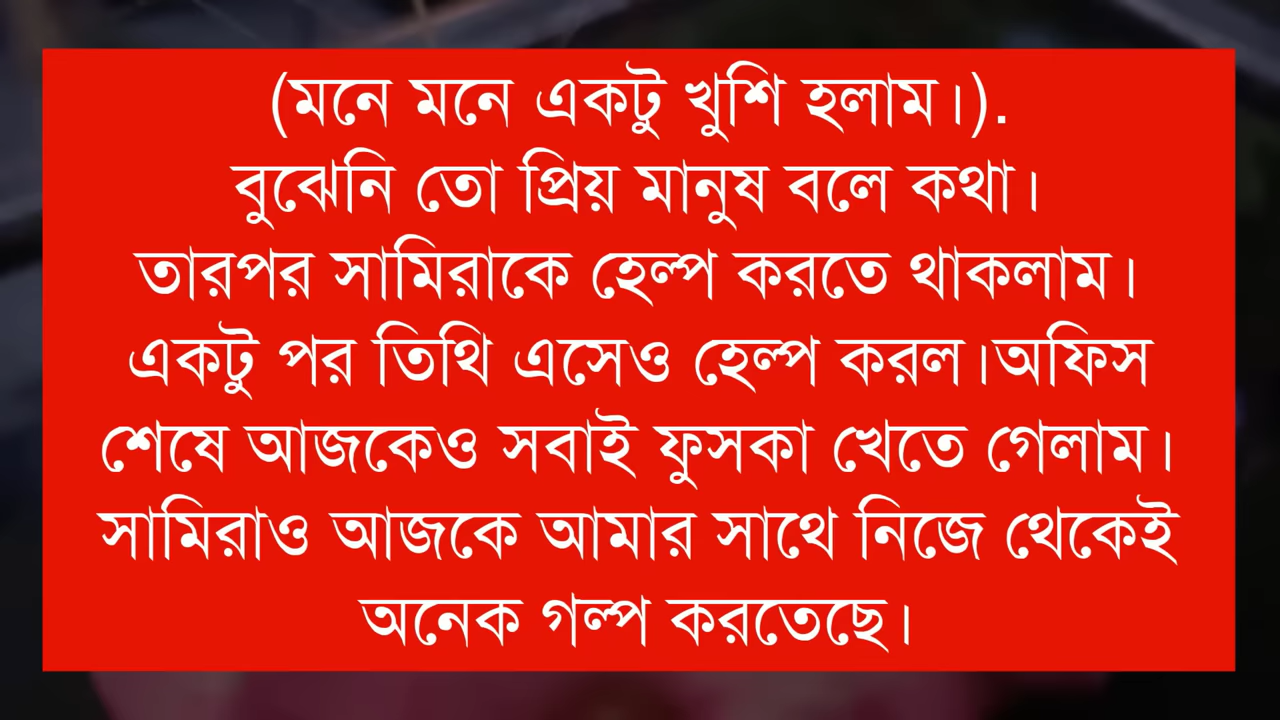 (মনে মনে একটু খুশি হলাম।).
বুঝেনি তো প্রিয় মানুষ বলে কথা।
তারপর সামিরাকে হেল্প করতে থাকলাম।
একটু পর তিথি এসেও হেল্প করল।অফিস
শেষে আজকেও সবাই ফুসকা খেতে গেলাম।
সামিরাও আজকে আমার সাথে নিজে থেকেই
অনেক গল্প করতেছে।